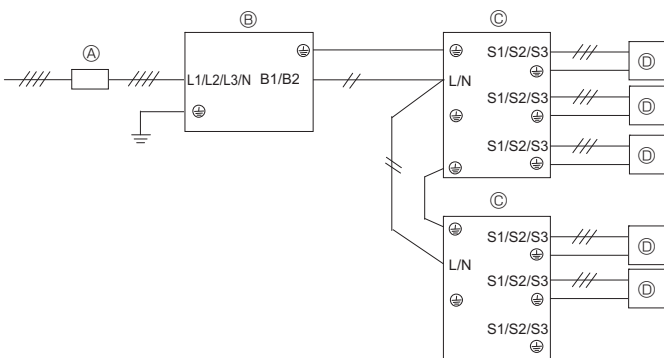 Ⓐ
Ⓑ
Ⓒ
L1/L2/L3/N B1/B2
L/N
S1/S2/S3
Ⓓ
S1/S2/S3
Ⓓ
S1/S2/S3
Ⓓ
Ⓒ
L/N
S1/S2/S3
Ⓓ
S1/S2/S3
Ⓓ
S1/S2/S3